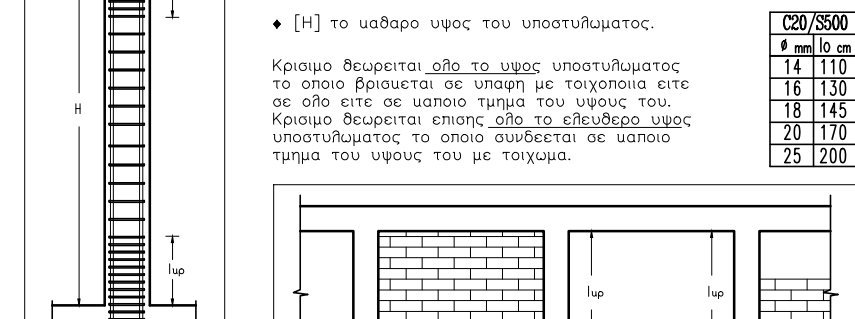 ♦ [H] το καθαρο υψος του υποστυλωματος.
Κρισιμο θεωρειται ολο το υψος υποστυλωματος
το οποιο βρισκεται σε υπαφη με τοιχοποιια ειτε
σε ολο ειτε σε καποιο τμημα του υψους του.
Κρισιμο θεωρειται επισης ολο το ελευθερο υψος
υποστυλωματος το οποιο συνδεεται σε καποιο
τμημα του υψους του με τοιχωμα.
C20/S500
ø mm lo cm
14 110
16 130
18 145
20 170
25 200
H
lκρ
lκρ
lκρ